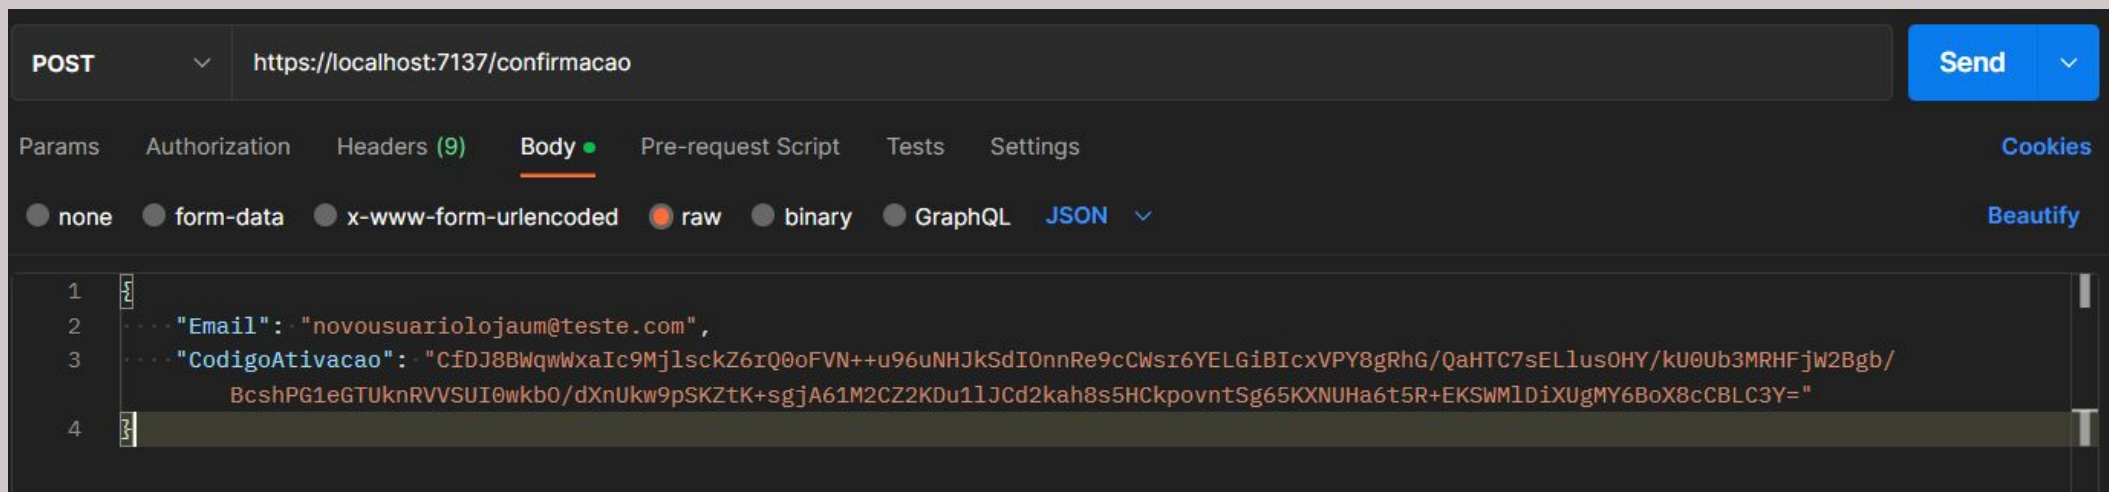 POST https://localhost:7137/confirmacao Send
Params Authorization Headers (9) Body Pre-request Script Tests Settings Cookies
none form-data x-www-form-urlencoded raw binary GraphQL JSON Beautify
1 {
2 "Email": "novousuariolojaum@teste.com",
3 "CodigoAtivacao": "CfDJ8BWqwWxaIc9MjlsckZ6rQ0oFVN++u96uNHJkSdIOnnRe9cCWsr6YELGiBIcxVPY8gRhG/QaHTC7sELlusOHY/kU0Ub3MRHFjW2Bgb/
BcshPG1eGTUknRVVSUI0wkbO/dXnUkw9pSKZtK+sgjA61M2CZ2KDu1lJCd2kah8s5HCkpovntSg65KXNUHa6t5R+EKSWMlDiXUgMY6BoX8cCBLC3Y="
4 }